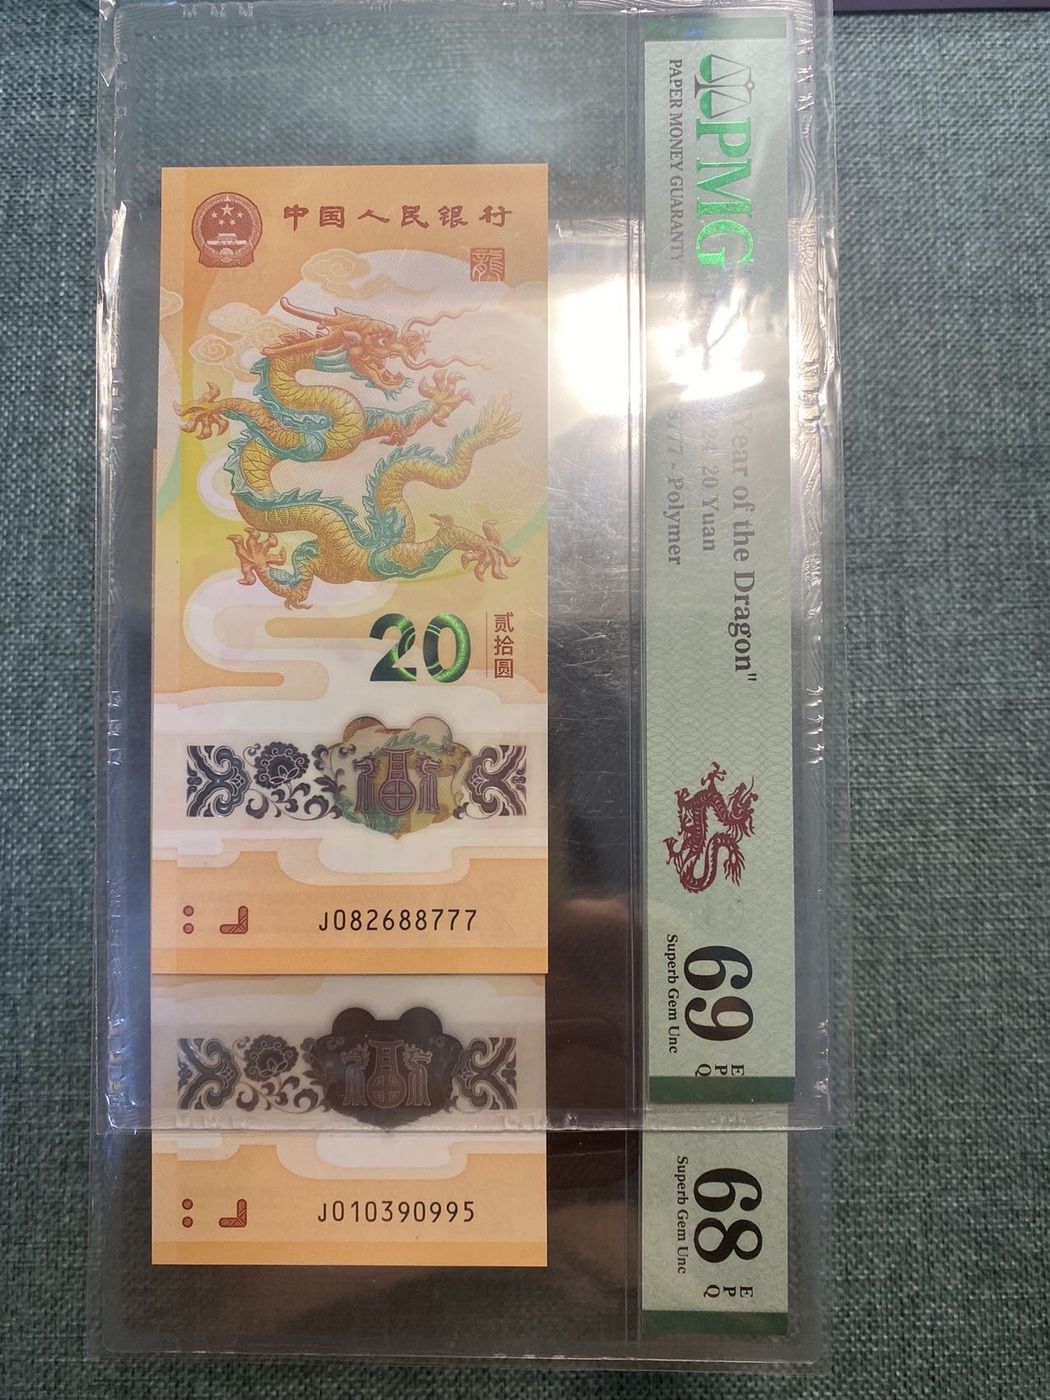 中国人民银行
龍
20
贰拾圆
J082688777
J010390995
PMG
PAPER MONEY GUARANTY
Year of the Dragon"
20 Yuan
- Polymer
69
EPQ
Superb Gem Unc
68
EPQ
Superb Gem Unc